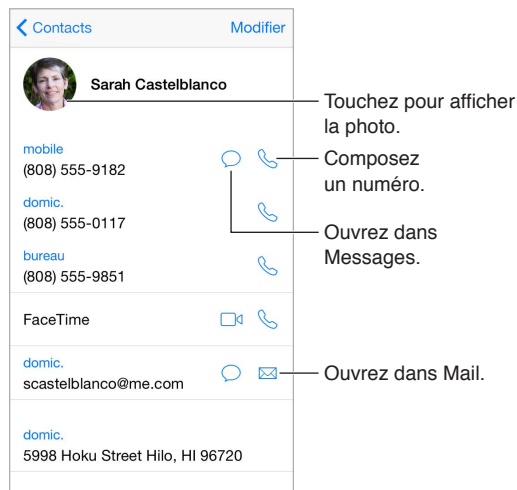 Contacts Modifier
Sarah Castelblanco
Touchez pour afficher
la photo.
mobile
(808) 555-9182
Composez
un numéro.
domic.
(808) 555-0117
Ouvrez dans
Messages.
bureau
(808) 555-9851
FaceTime
domic.
scastelblanco@me.com
Ouvrez dans Mail.
domic.
5998 Hoku Street Hilo, HI 96720